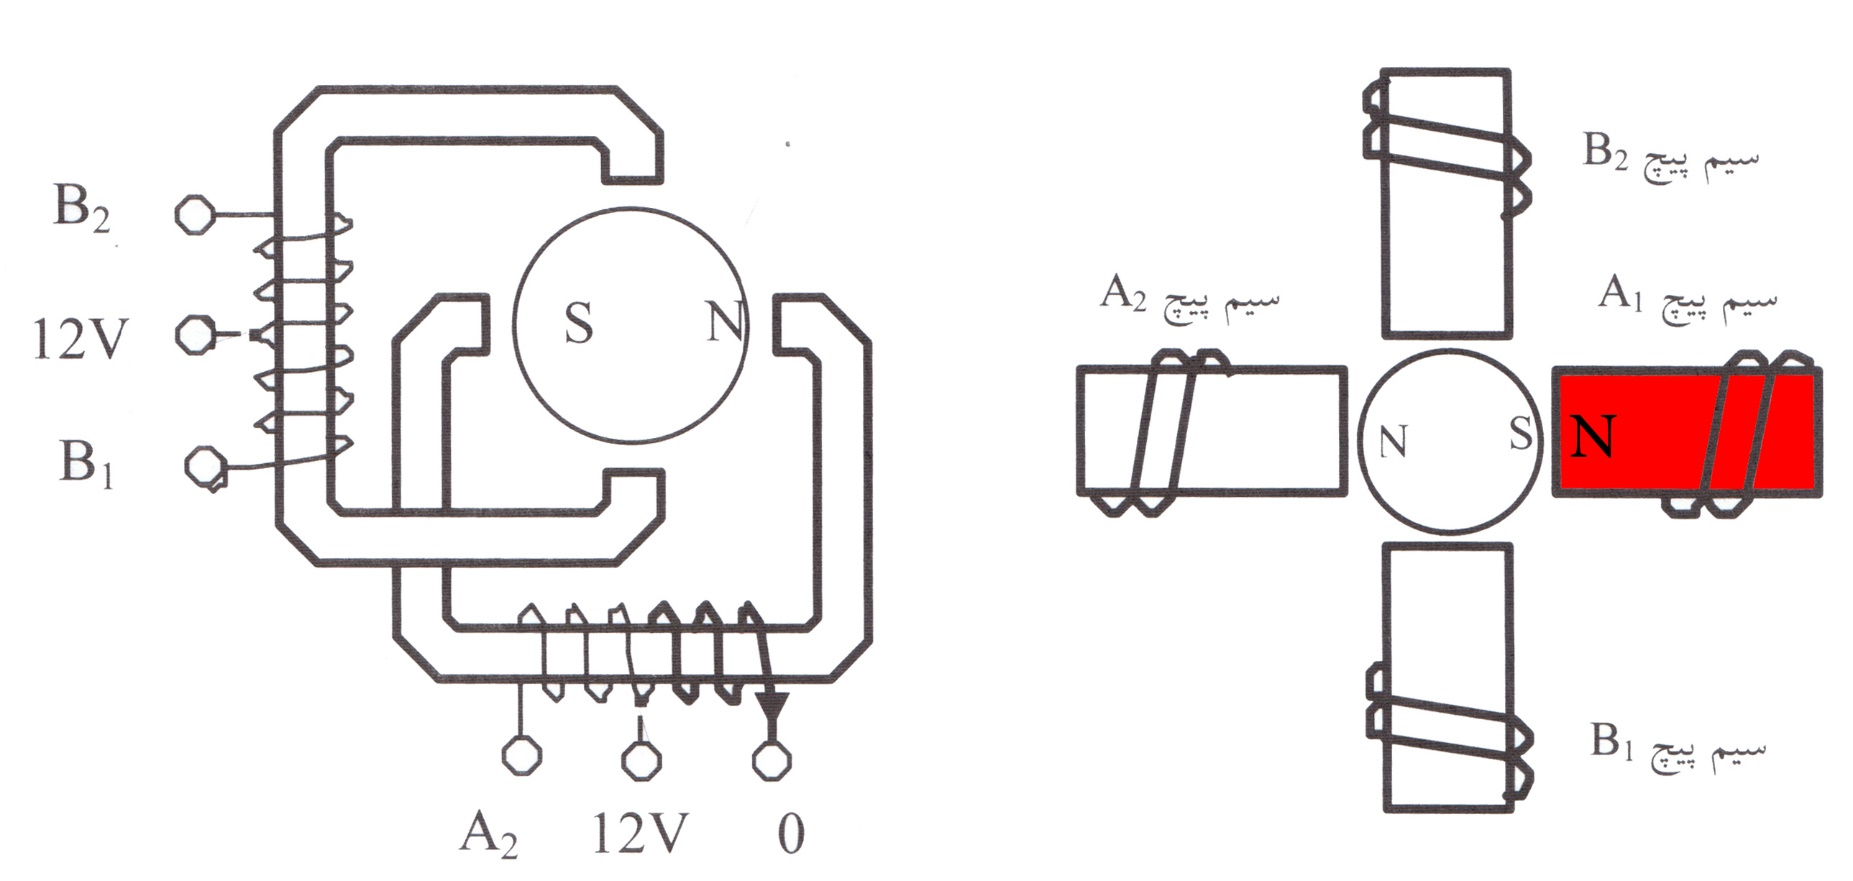 B2
12V
B1
S N
A2 12V 0
سیم پیچ B2
سیم پیچ A2
سیم پیچ A1
N S
N
سیم پیچ B1